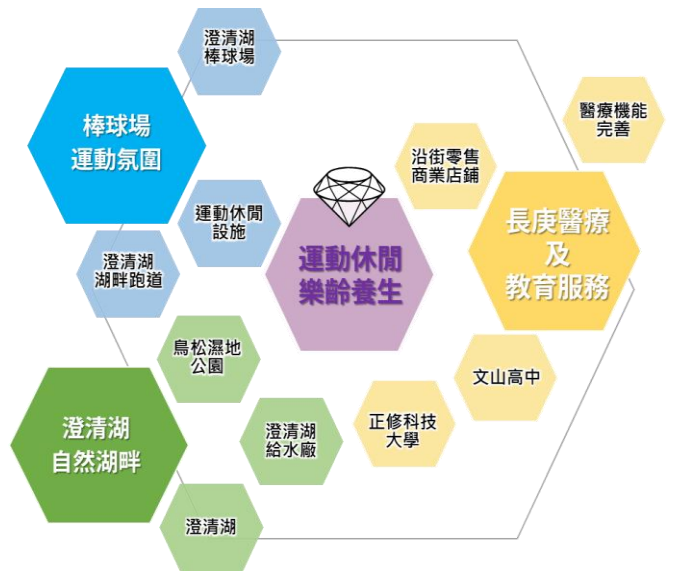 澄清湖
棒球場
棒球場
運動氛圍
醫療機能
完善
沿街零售
商業店鋪
運動休閒
設施
長庚醫療
及
教育服務
運動休閒
樂齡養生
澄清湖
湖畔跑道
鳥松濕地
公園
文山高中
澄清湖
自然湖畔
澄清湖
給水廠
正修科技
大學
澄清湖